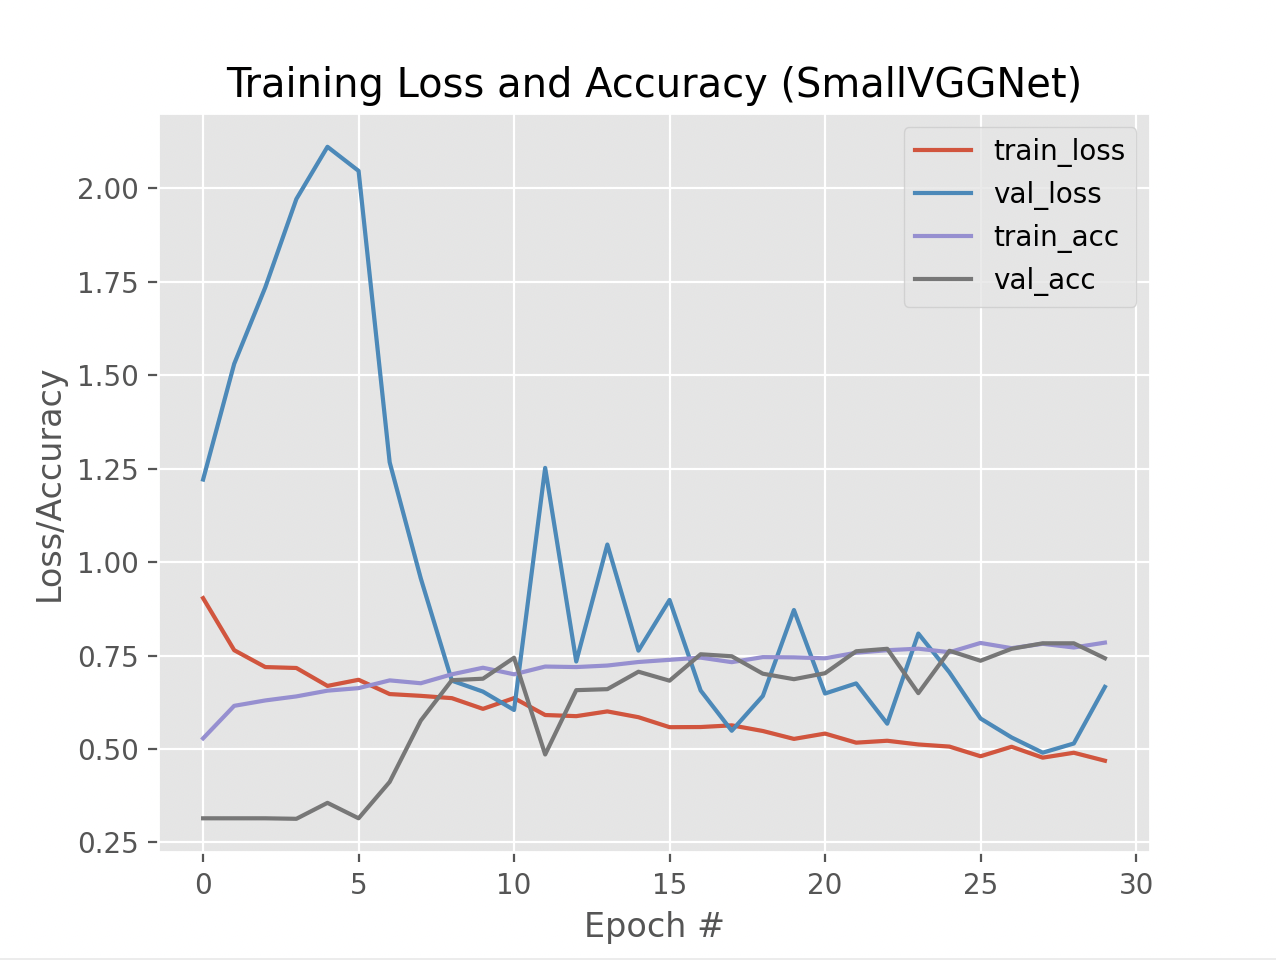 Training Loss and Accuracy (SmallVGGNet)
train_loss
val_loss
train_acc
val_acc
2.00
1.75
1.50
1.25
1.00
0.75
0.50
0.25
Loss/Accuracy
0 5 10 15 20 25 30
Epoch #